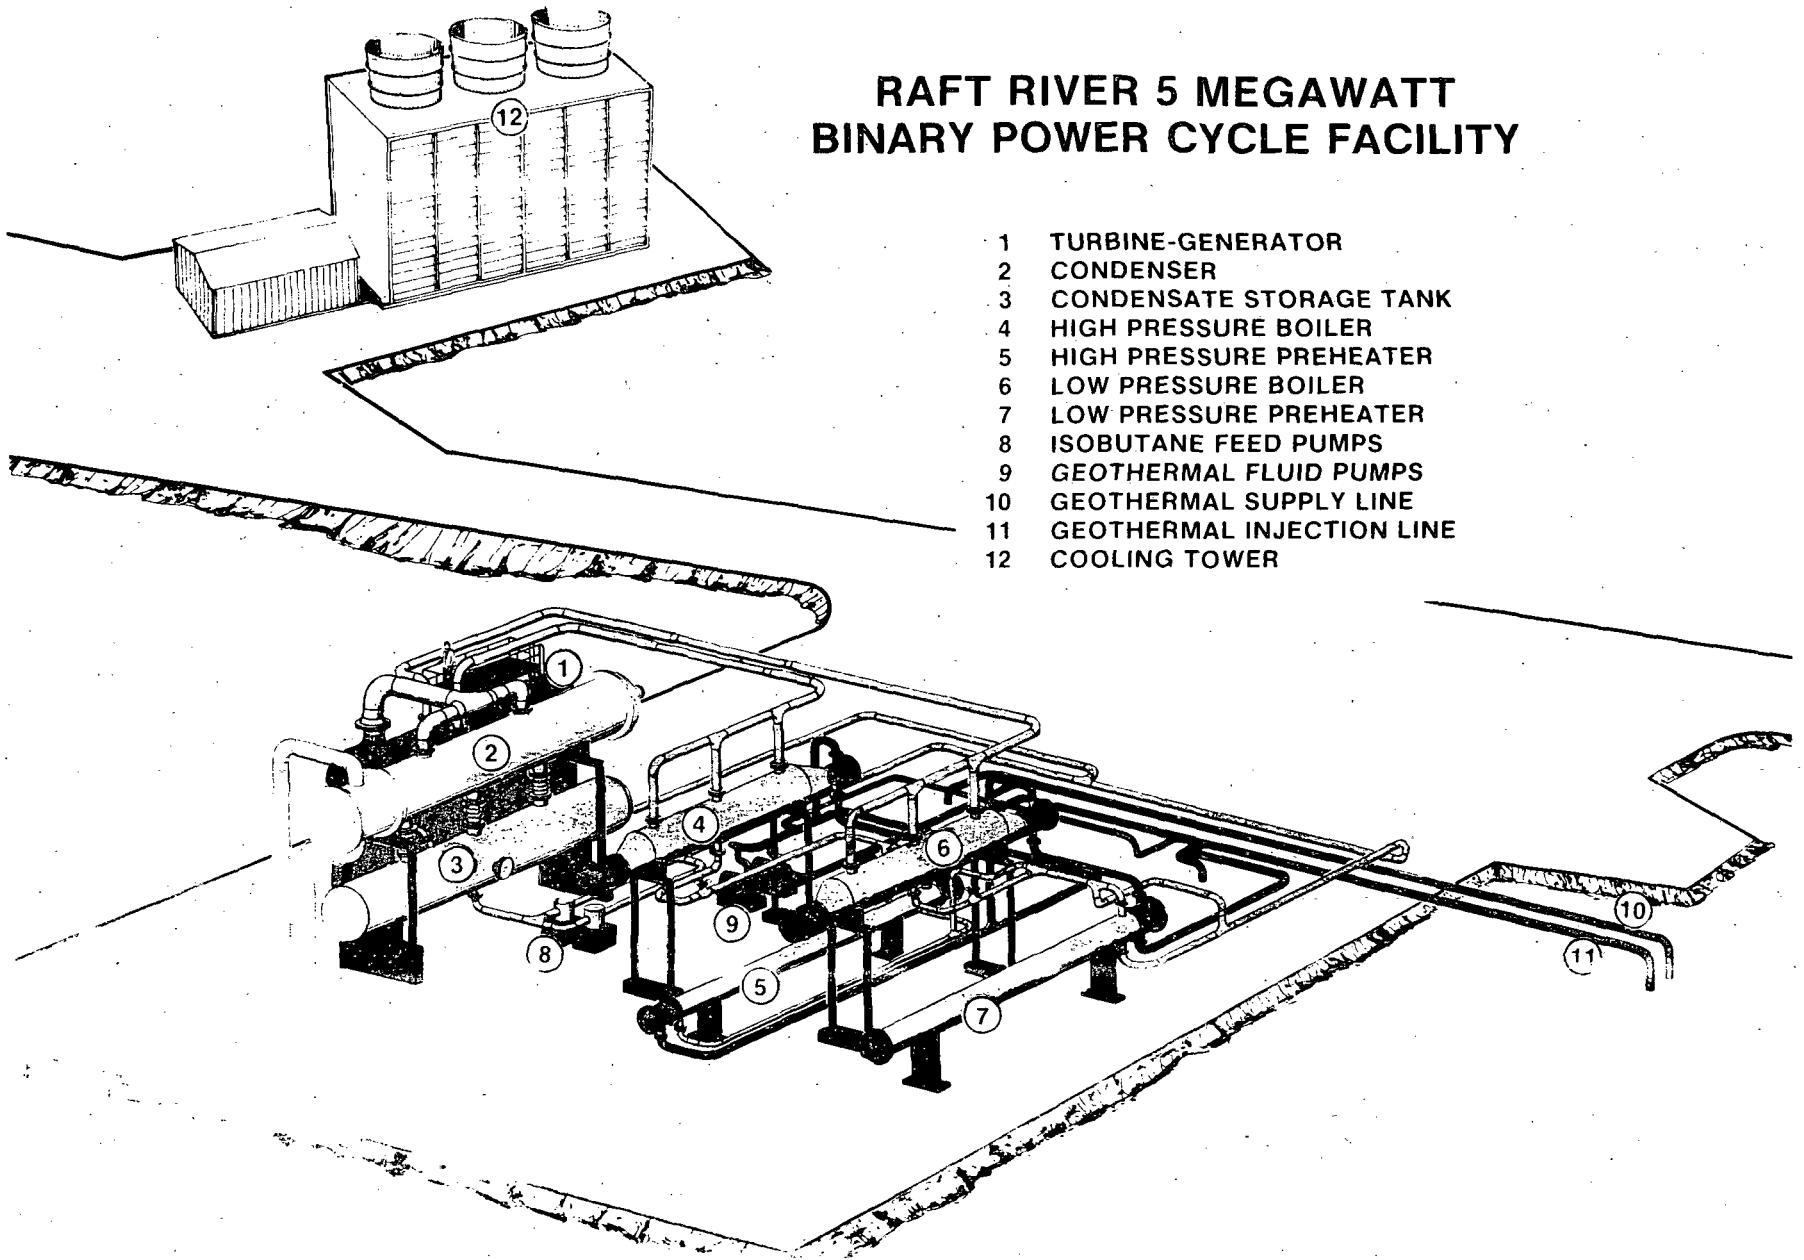 RAFT RIVER 5 MEGAWATT
BINARY POWER CYCLE FACILITY
1 TURBINE-GENERATOR
2 CONDENSER
3 CONDENSATE STORAGE TANK
4 HIGH PRESSURE BOILER
5 HIGH PRESSURE PREHEATER
6 LOW PRESSURE BOILER
7 LOW PRESSURE PREHEATER
8 ISOBUTANE FEED PUMPS
9 GEOTHERMAL FLUID PUMPS
10 GEOTHERMAL SUPPLY LINE
11 GEOTHERMAL INJECTION LINE
12 COOLING TOWER
12
1
2
4
3
6
10
9
8
11
5
7